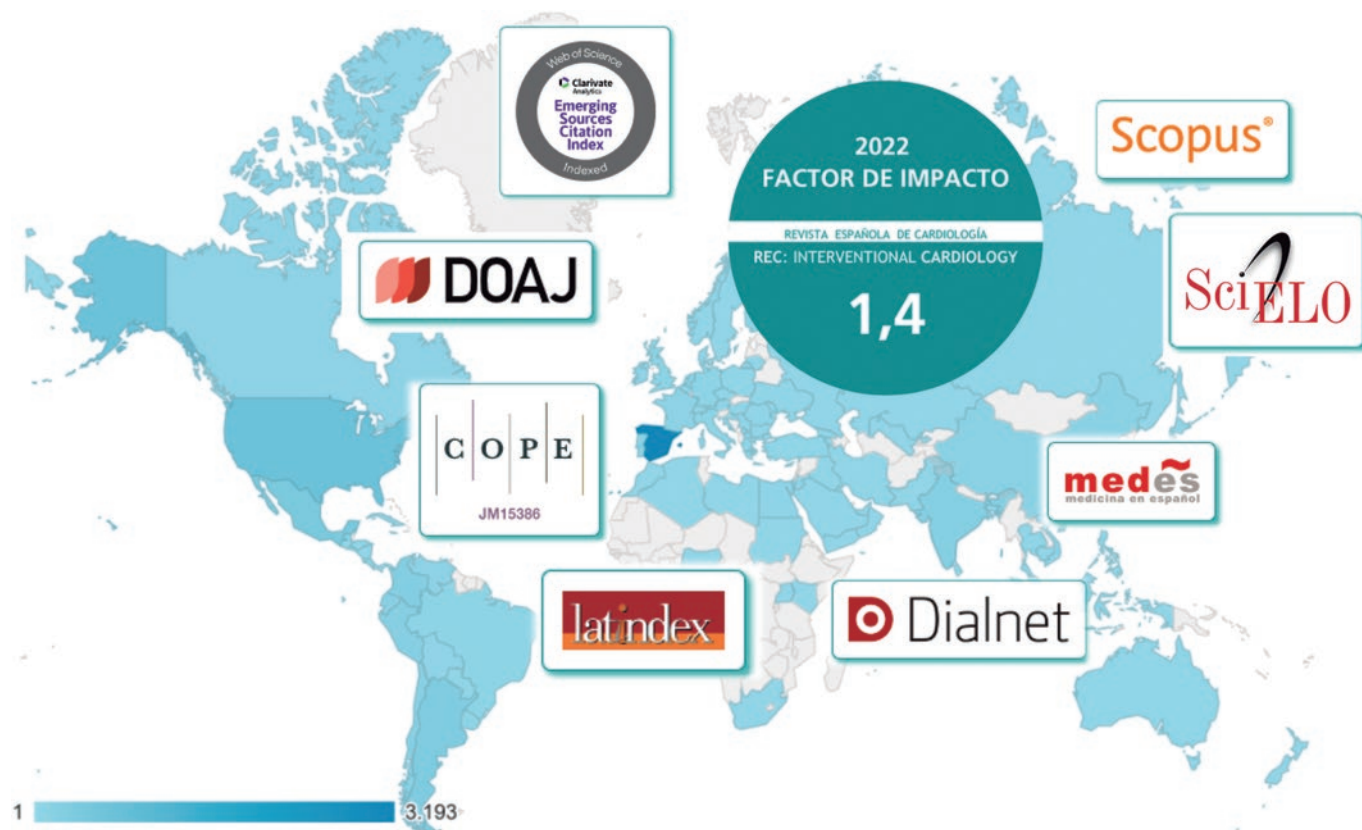 Web of Science
Clarivate
Analytics
Emerging
Sources
Citation
Index
Indexed
2022
FACTOR DE IMPACTO
REVISTA ESPAÑOLA DE CARDIOLOGÍA
REC: INTERVENTIONAL CARDIOLOGY
1,4
Scopus®
DOAJ
SciELO
COPE
JM15386
medes
medicina en español
latindex
Dialnet
1
3.193